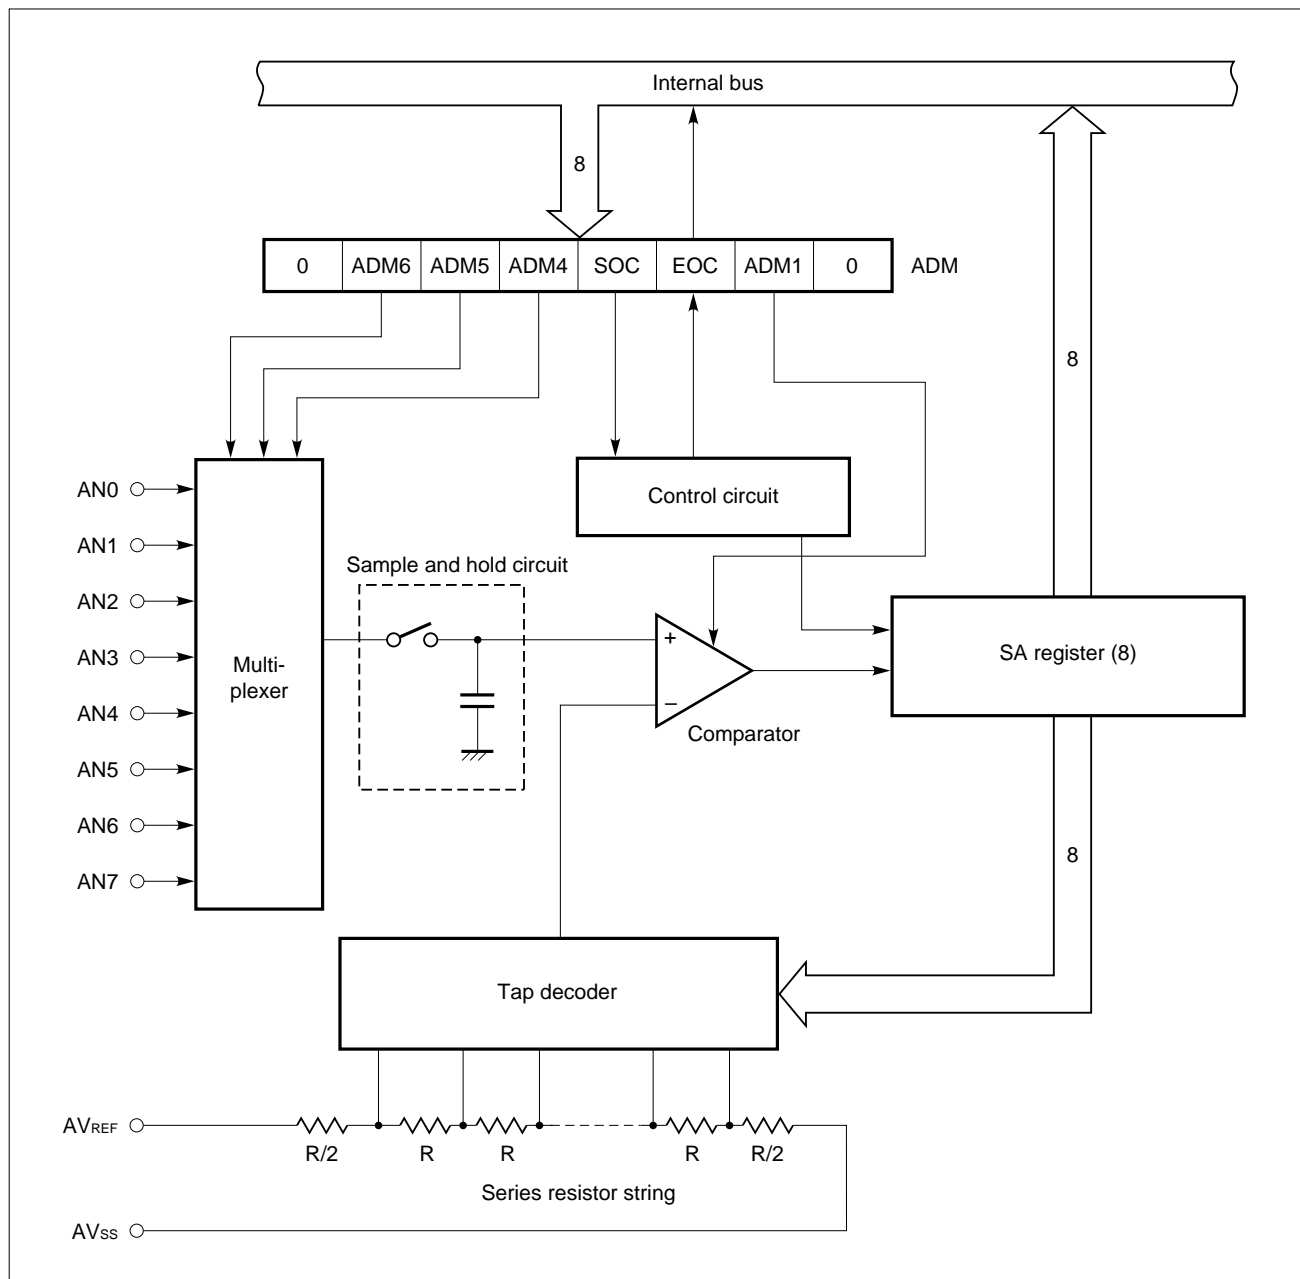 Internal bus
8
0 ADM6 ADM5 ADM4 SOC EOC ADM1 0 ADM
8
AN0
Control circuit
AN1
Sample and hold circuit
AN2
AN3
Multi-
plexer
+
SA register (8)
AN4
−
Comparator
AN5
AN6
8
AN7
Tap decoder
AVREF
R/2 R R R R/2
Series resistor string
AVSS